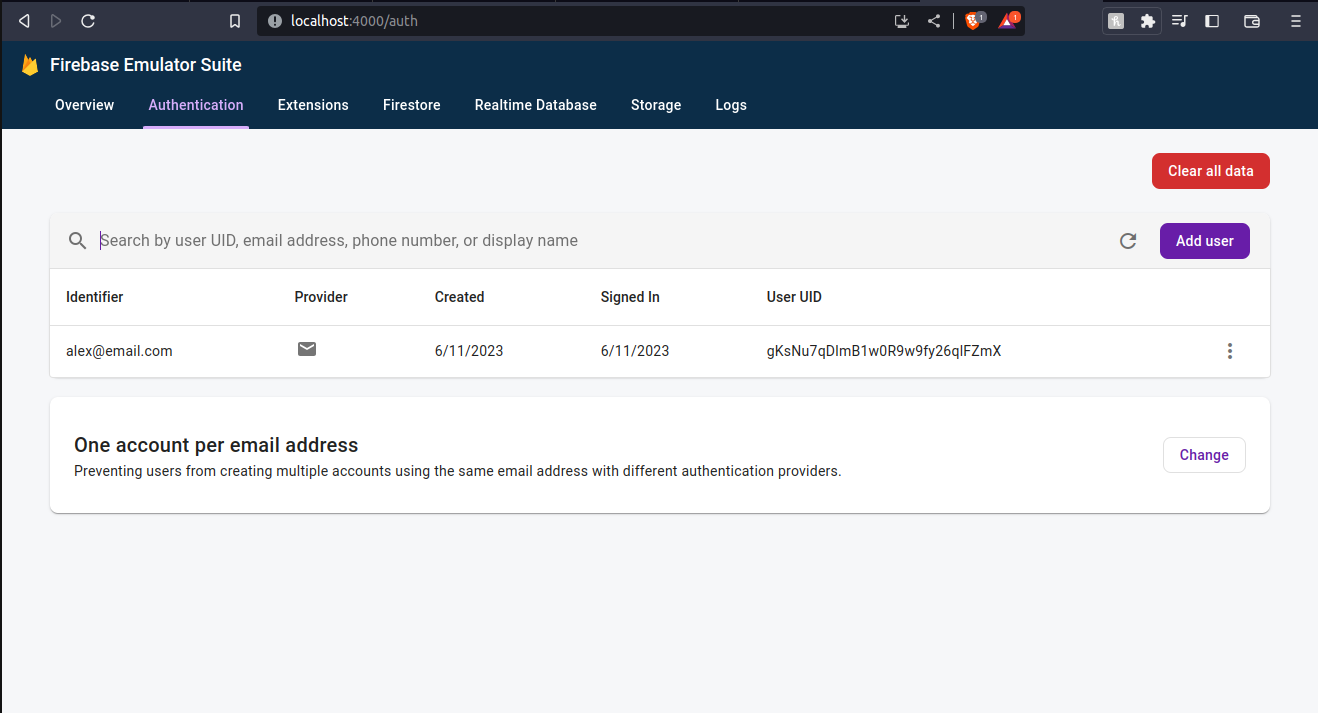 localhost:4000/auth
1
1
Firebase Emulator Suite
Overview Authentication Extensions Firestore Realtime Database Storage Logs
Clear all data
Search by user UID, email address, phone number, or display name
Add user
Identifier Provider Created Signed In User UID
alex@email.com 6/11/2023 6/11/2023 gKsNu7qDlmB1w0R9w9fy26qlFZmX
One account per email address
Preventing users from creating multiple accounts using the same email address with different authentication providers.
Change